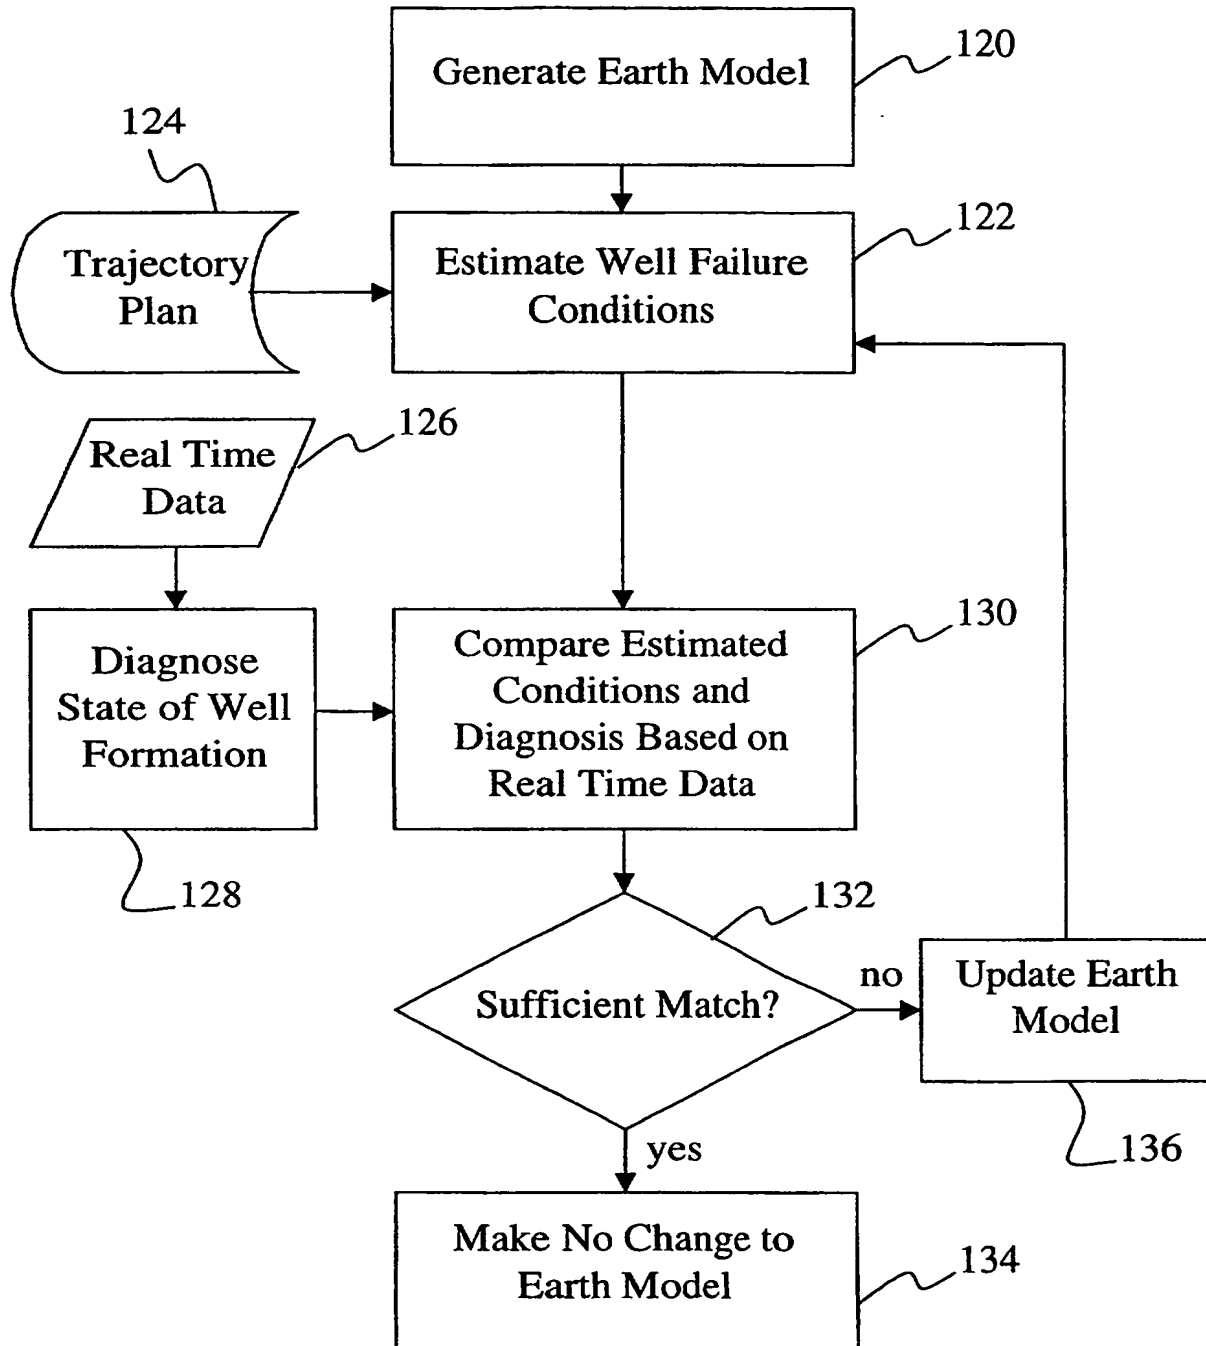 Generate Earth Model
120
124
Trajectory
Plan
Estimate Well Failure
Conditions
122
Real Time
Data
126
Diagnose
State of Well
Formation
128
Compare Estimated
Conditions and
Diagnosis Based on
Real Time Data
130
132
Sufficient Match?
no
Update Earth
Model
136
yes
Make No Change to
Earth Model
134